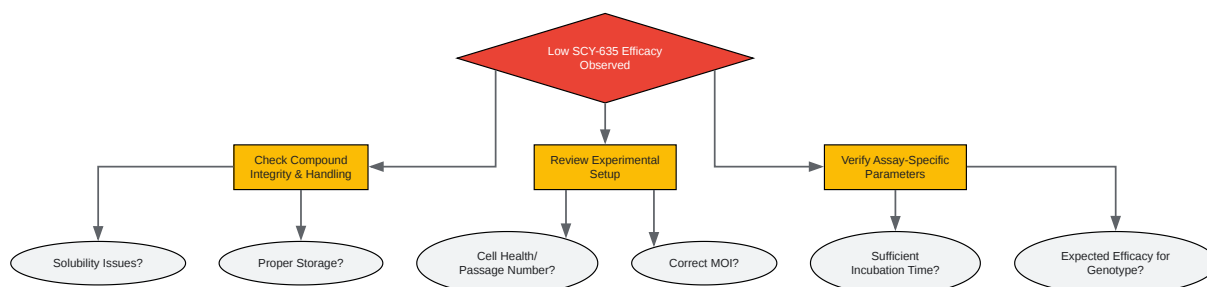 Low SCY-635 Efficacy
Observed
Check Compound
Integrity & Handling
Review Experimental
Setup
Verify Assay-Specific
Parameters
Solubility Issues?
Proper Storage?
Cell Health/
Passage Number?
Correct MOI?
Sufficient
Incubation Time?
Expected Efficacy for
Genotype?